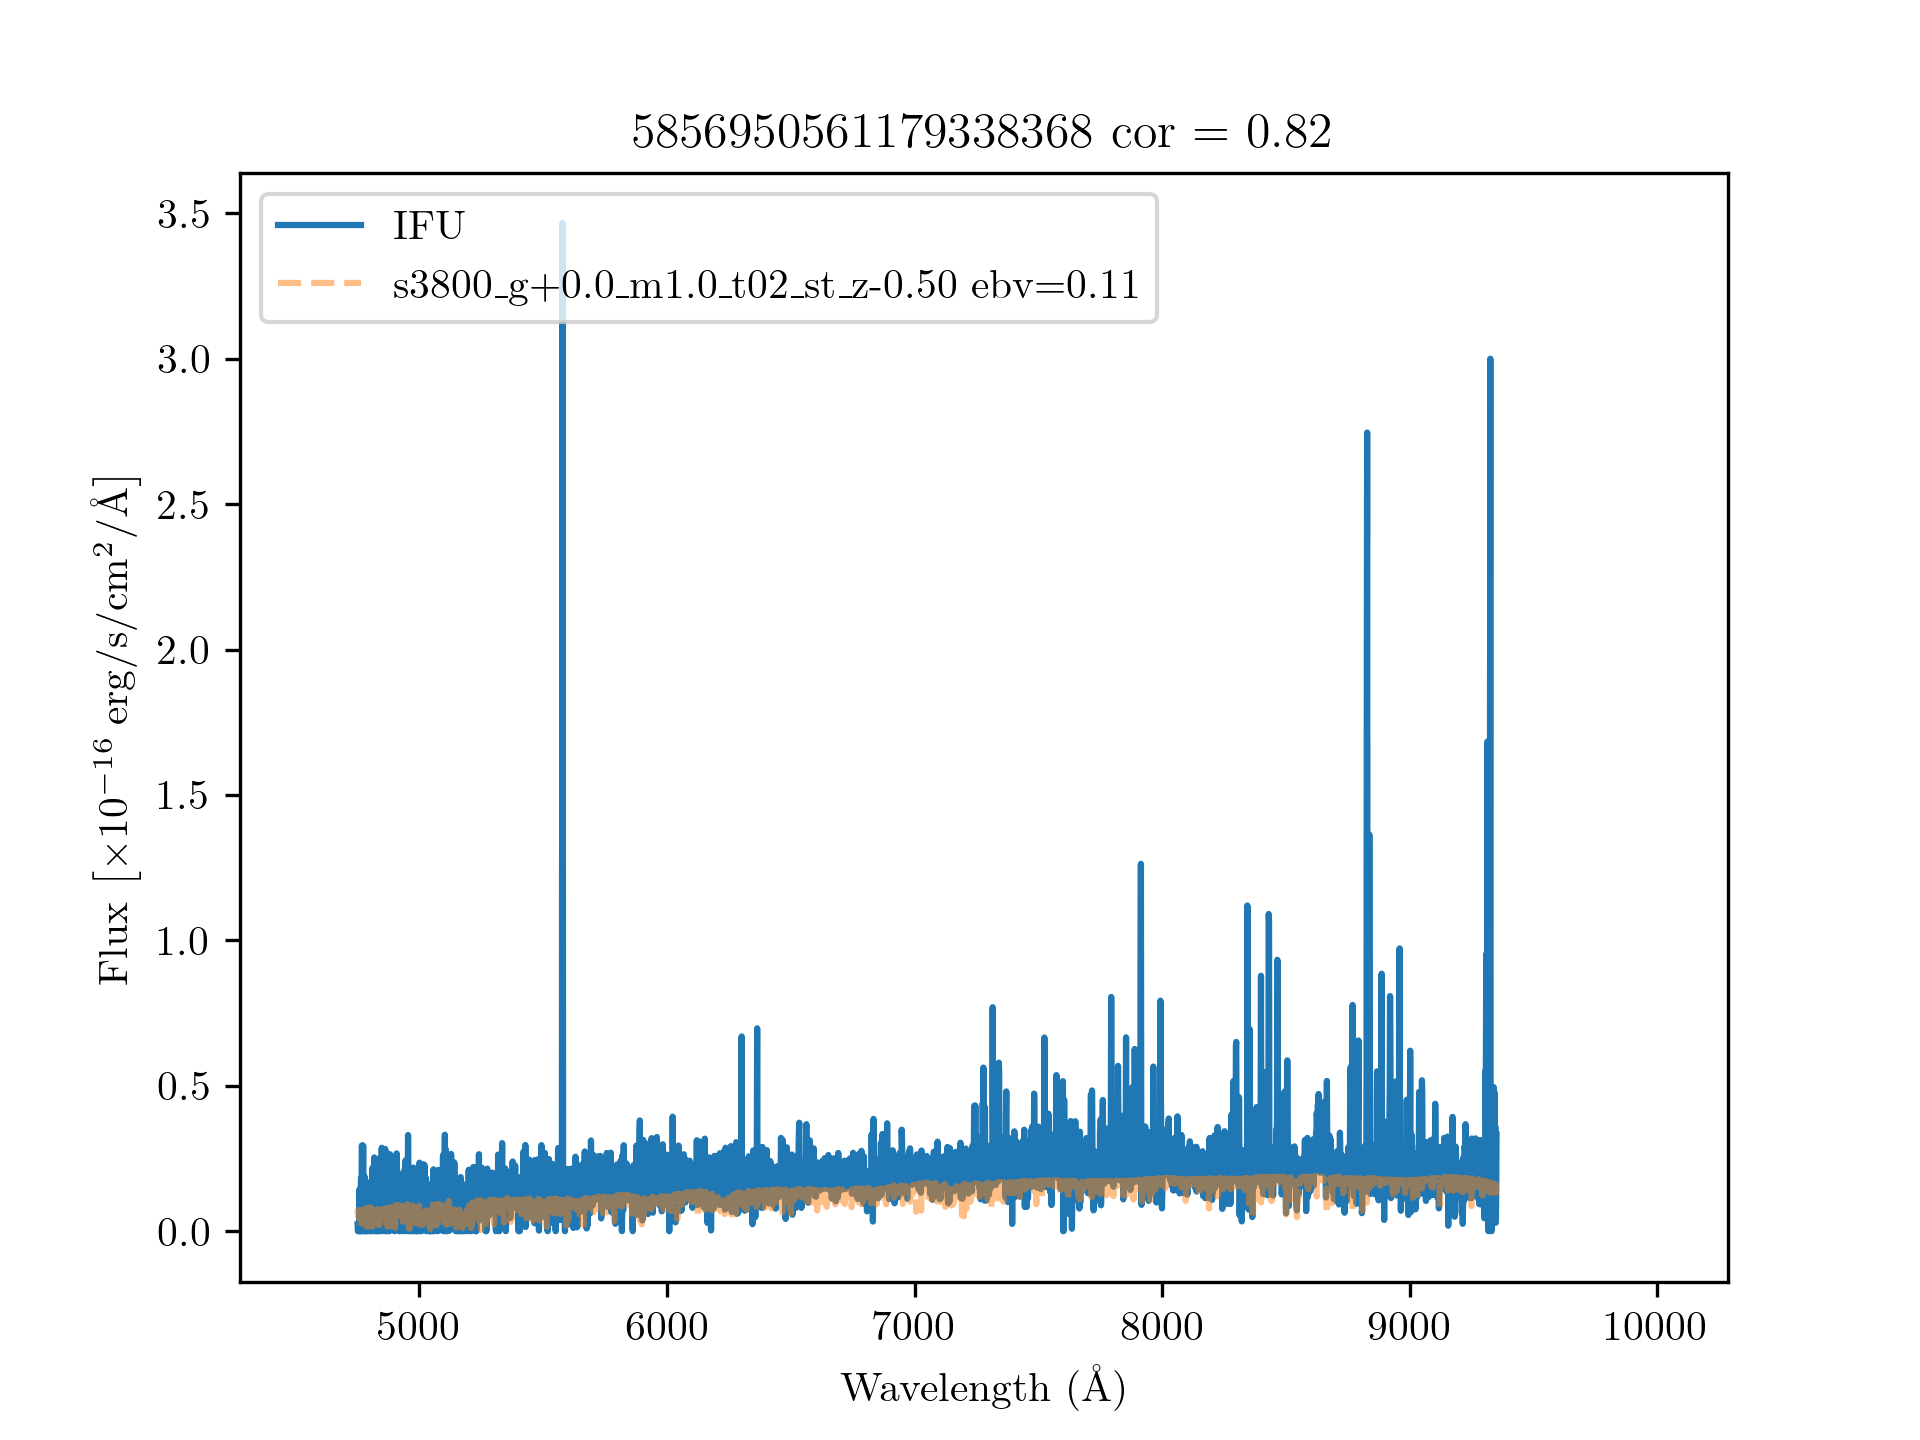 5856950561179338368 cor = 0.82
IFU
s3800_g+0.0_m1.0_t02_st_z-0.50 ebv=0.11
3.5
3.0
2.5
2.0
1.5
1.0
0.5
0.0
Flux [×10⁻¹⁶ erg/s/cm²/Å]
5000 6000 7000 8000 9000 10000
Wavelength (Å)